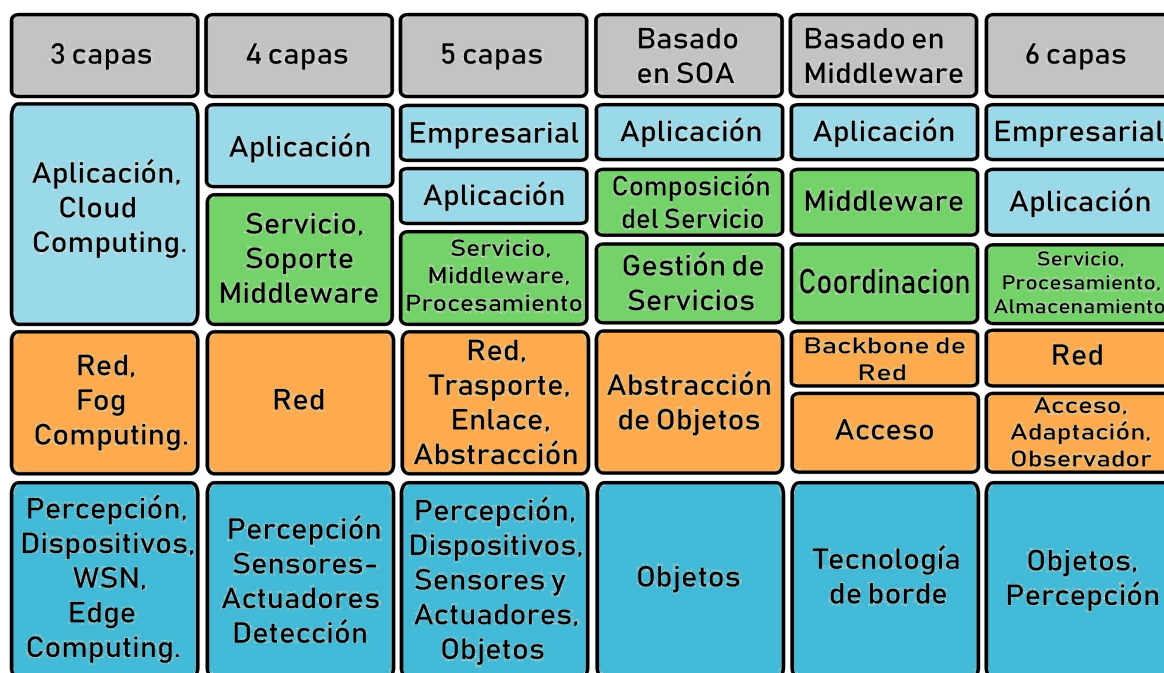 3 capas
4 capas
5 capas
Basado
en SOA
Basado en
Middleware
6 capas
Aplicación,
Cloud
Computing.
Red,
Fog
Computing.
Percepción,
Dispositivos,
WSN,
Edge
Computing.
Aplicación
Servicio,
Soporte
Middleware
Red
Percepción
Sensores-
Actuadores
Detección
Empresarial
Aplicación
Servicio,
Middleware,
Procesamiento
Red,
Trasporte,
Enlace,
Abstracción
Percepción,
Dispositivos,
Sensores y
Actuadores,
Objetos
Aplicación
Composición
del Servicio
Gestión de
Servicios
Abstracción
de Objetos
Objetos
Aplicación
Middleware
Coordinacion
Backbone de
Red
Acceso
Tecnología
de borde
Empresarial
Aplicación
Servicio,
Procesamiento,
Almacenamiento
Red
Acceso,
Adaptación,
Observador
Objetos,
Percepción